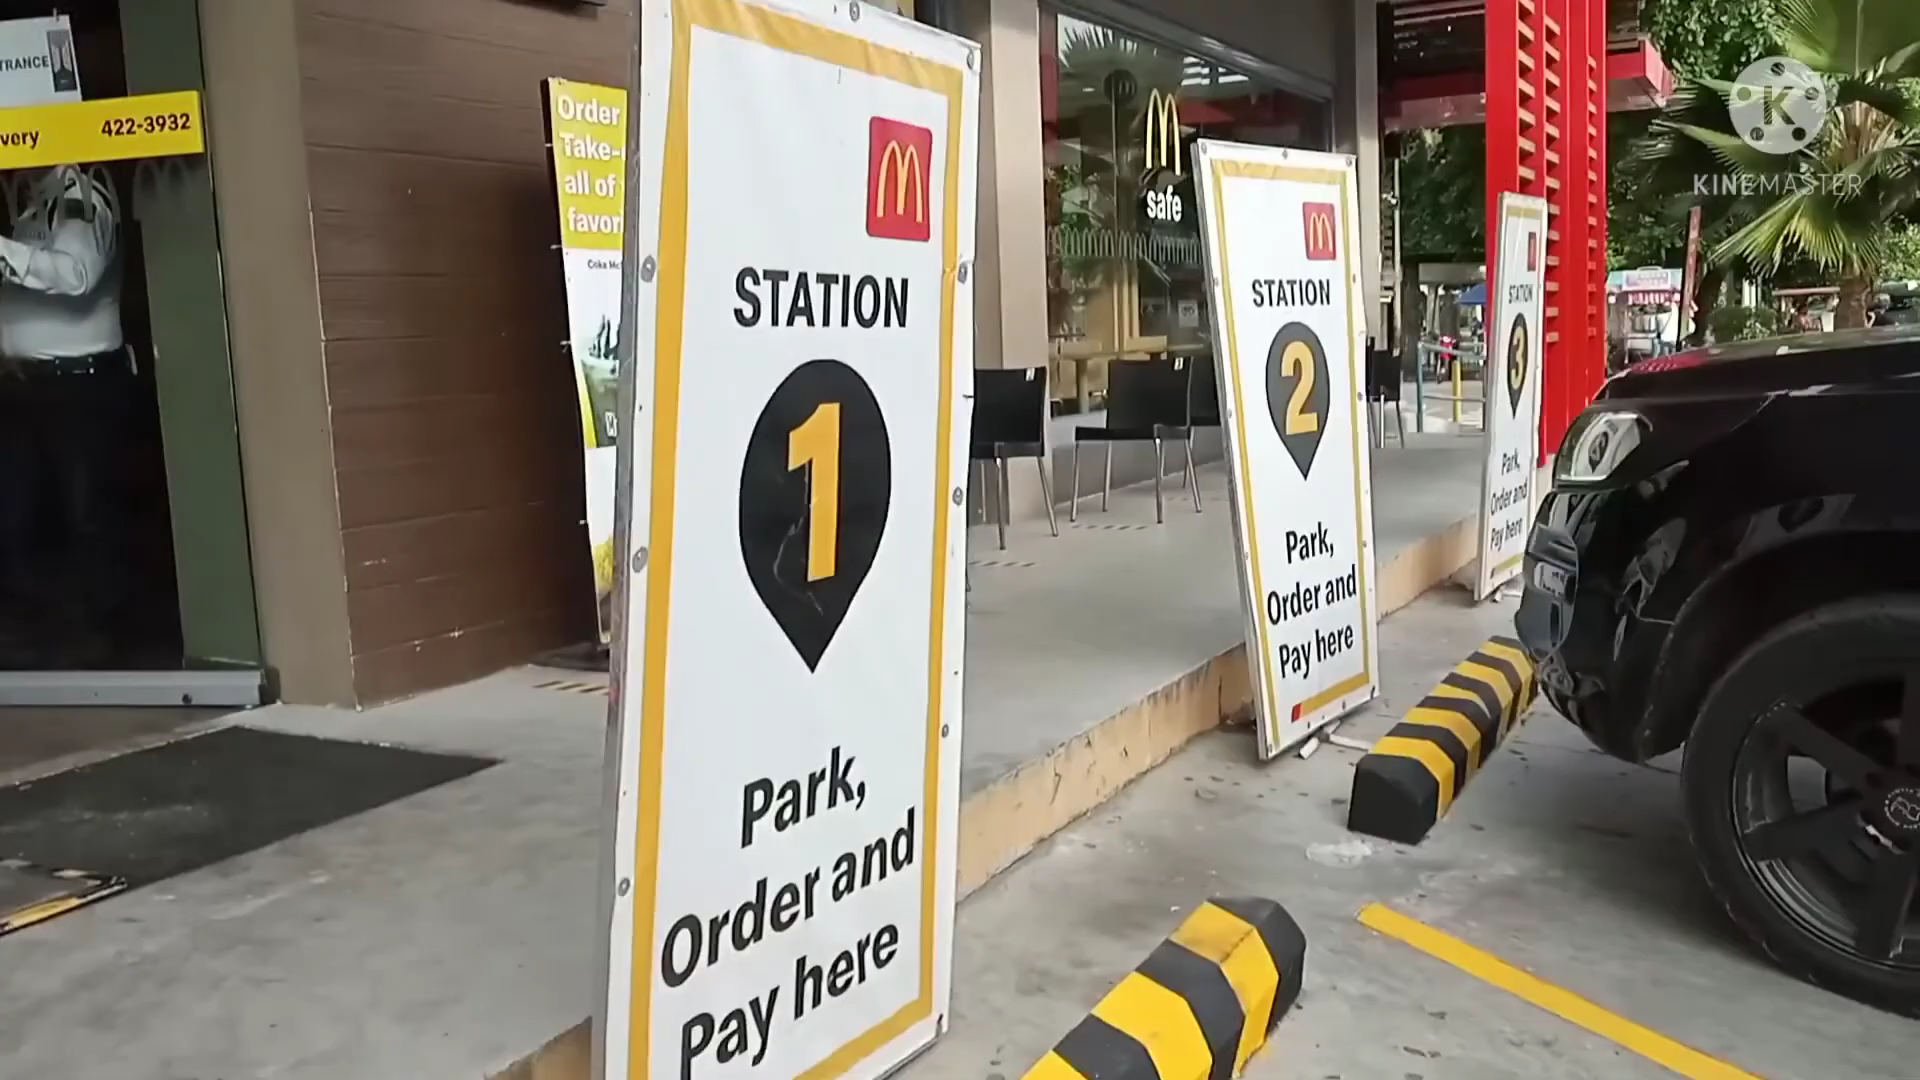 TRANCE
very 422-3932
Order
Take-
all of
favor
STATION
1
Park,
Order and
Pay here
safe
STATION
2
Park,
Order and
Pay here
STATION
3
Park,
Order and
Pay here
K
KINEMASTER